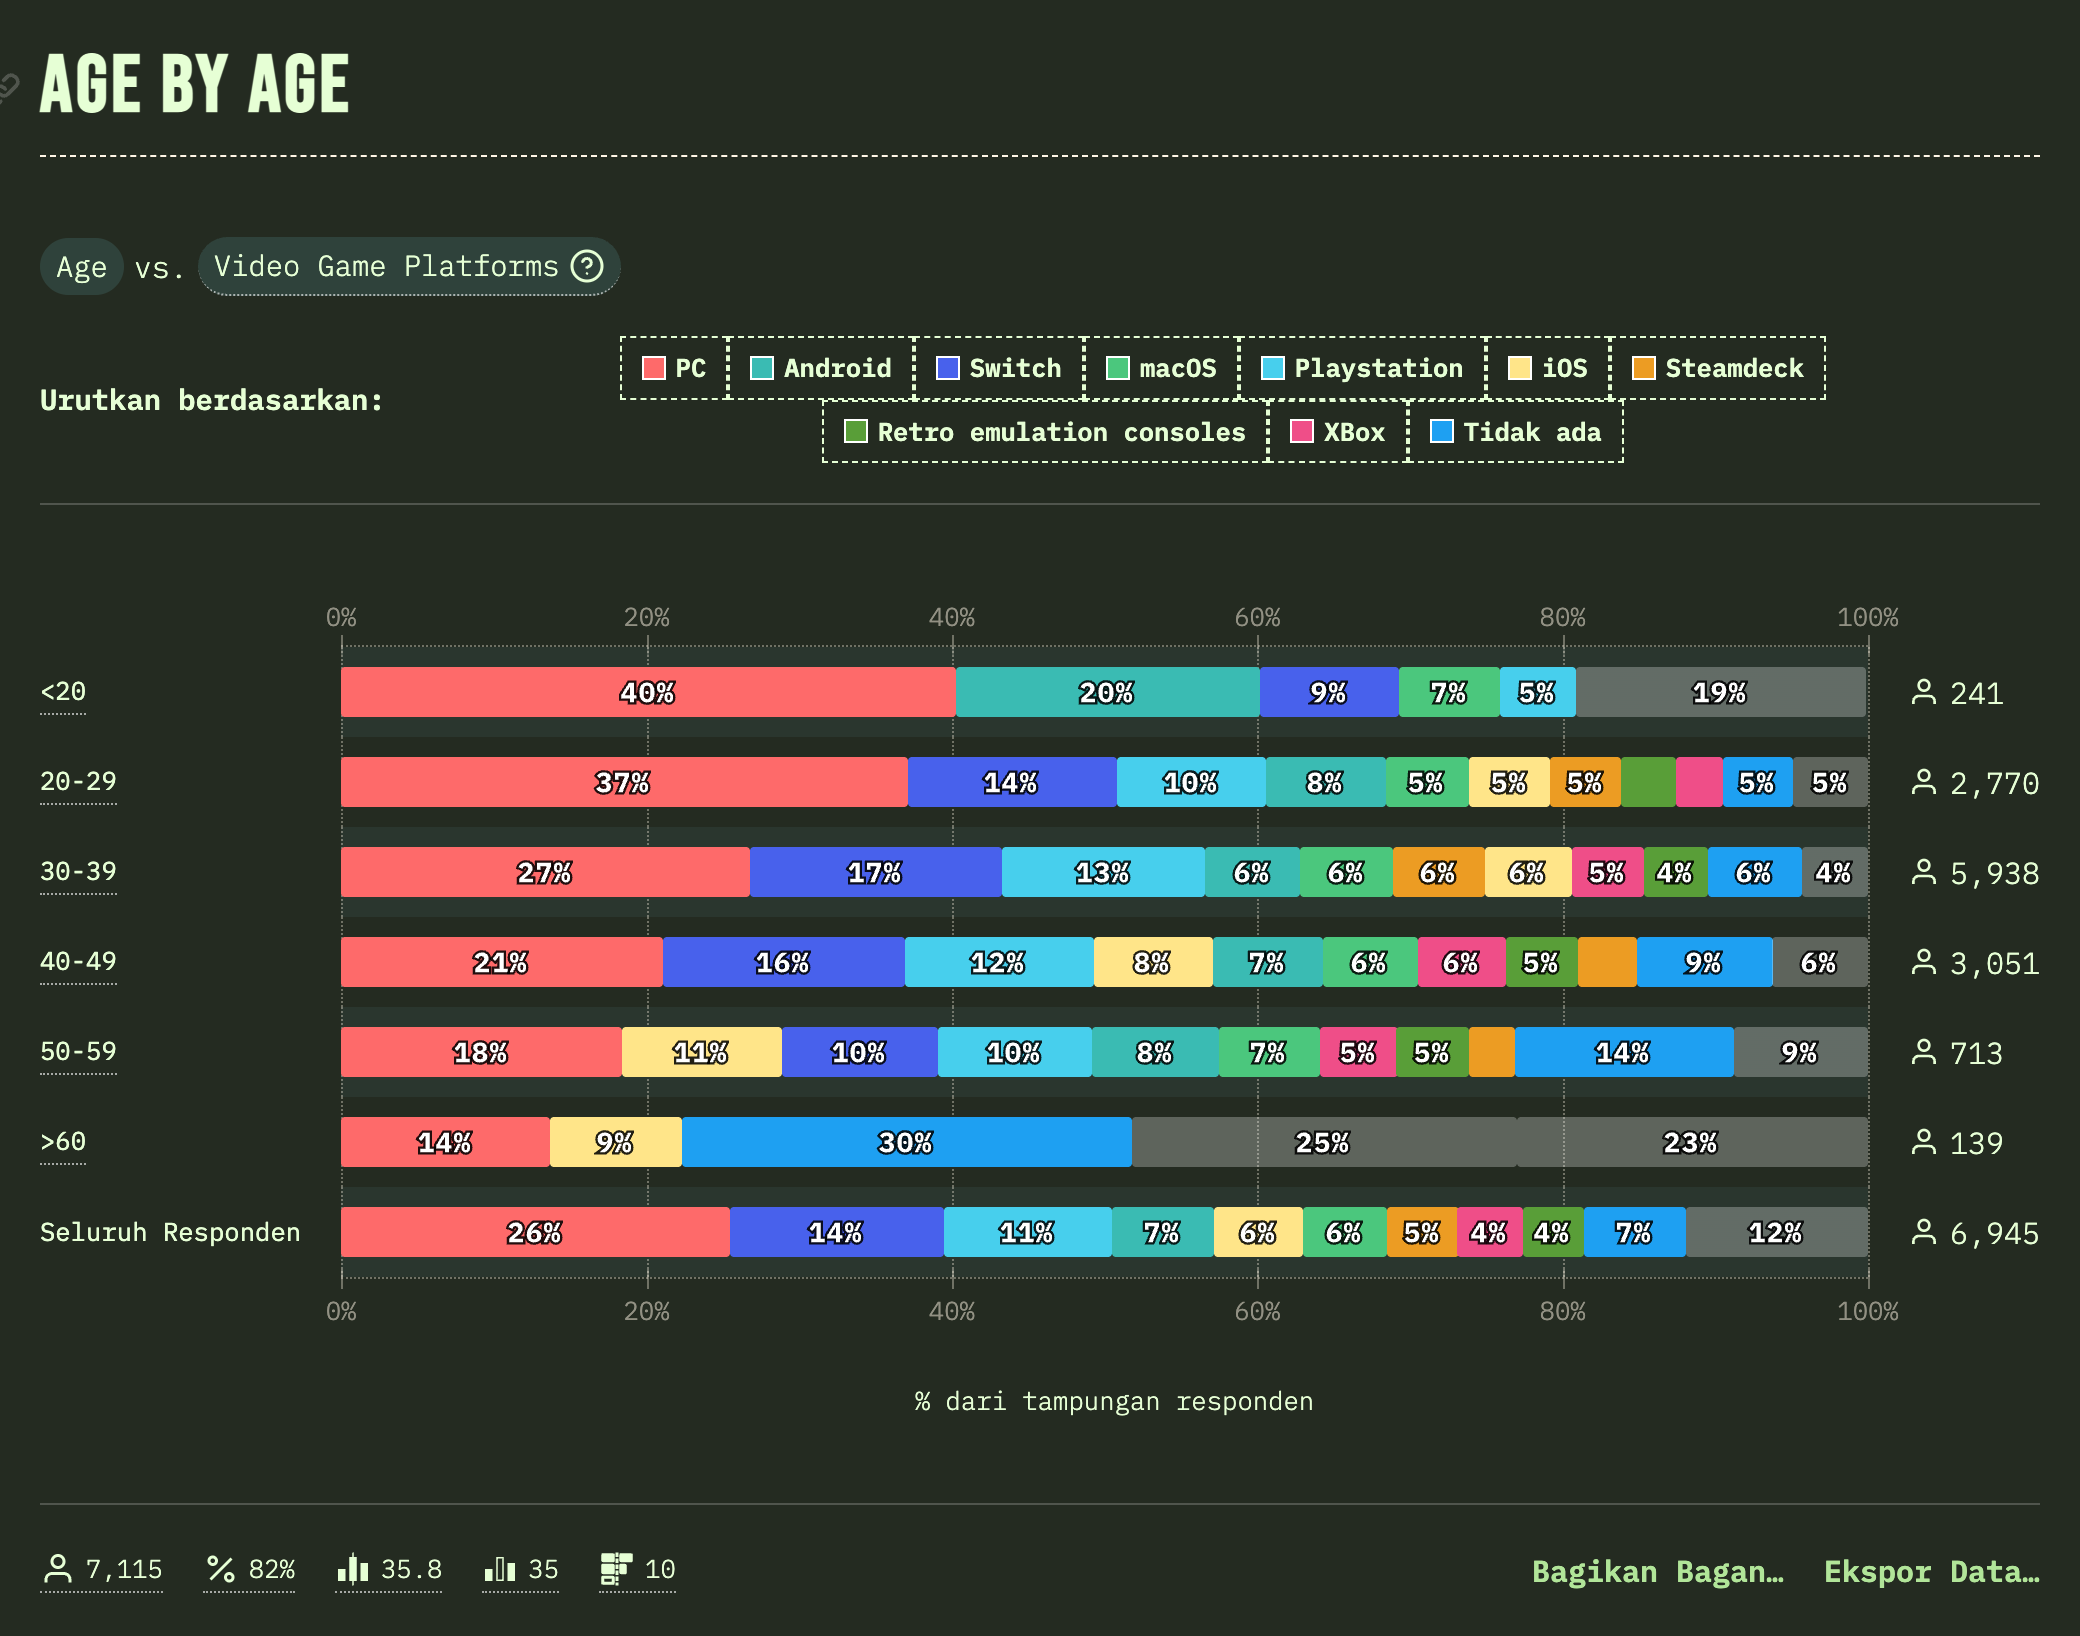 AGE BY AGE
Age vs. Video Game Platforms
Urutkan berdasarkan:
PC Android Switch macOS Playstation iOS Steamdeck
Retro emulation consoles XBox Tidak ada
0% 20% 40% 60% 80% 100%
<20 40% 20% 9% 7% 5% 19% 241
20-29 37% 14% 10% 8% 5% 5% 5% 5% 5% 2,770
30-39 27% 17% 13% 6% 6% 6% 6% 5% 4% 6% 4% 5,938
40-49 21% 16% 12% 8% 7% 6% 6% 5% 9% 6% 3,051
50-59 18% 11% 10% 10% 8% 7% 5% 5% 14% 9% 713
>60 14% 9% 30% 25% 23% 139
Seluruh Responden 26% 14% 11% 7% 6% 6% 5% 4% 4% 7% 12% 6,945
0% 20% 40% 60% 80% 100%
% dari tampungan responden
7,115 82% 35.8 35 10 Bagikan Bagan… Ekspor Data…